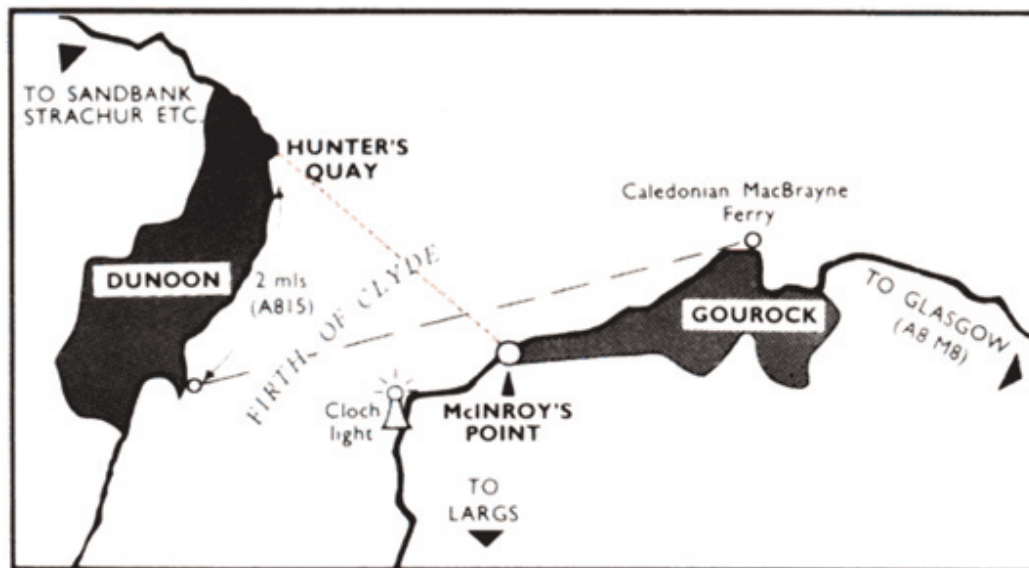 TO SANDBANK
STRACHUR ETC.
HUNTER'S
QUAY
Caledonian MacBrayne
Ferry
DUNOON
2 mls
(A815)
FIRTH OF CLYDE
GOUROCK
TO GLASGOW
(A8 M8)
Cloch
light
McINROY'S
POINT
TO
LARGS